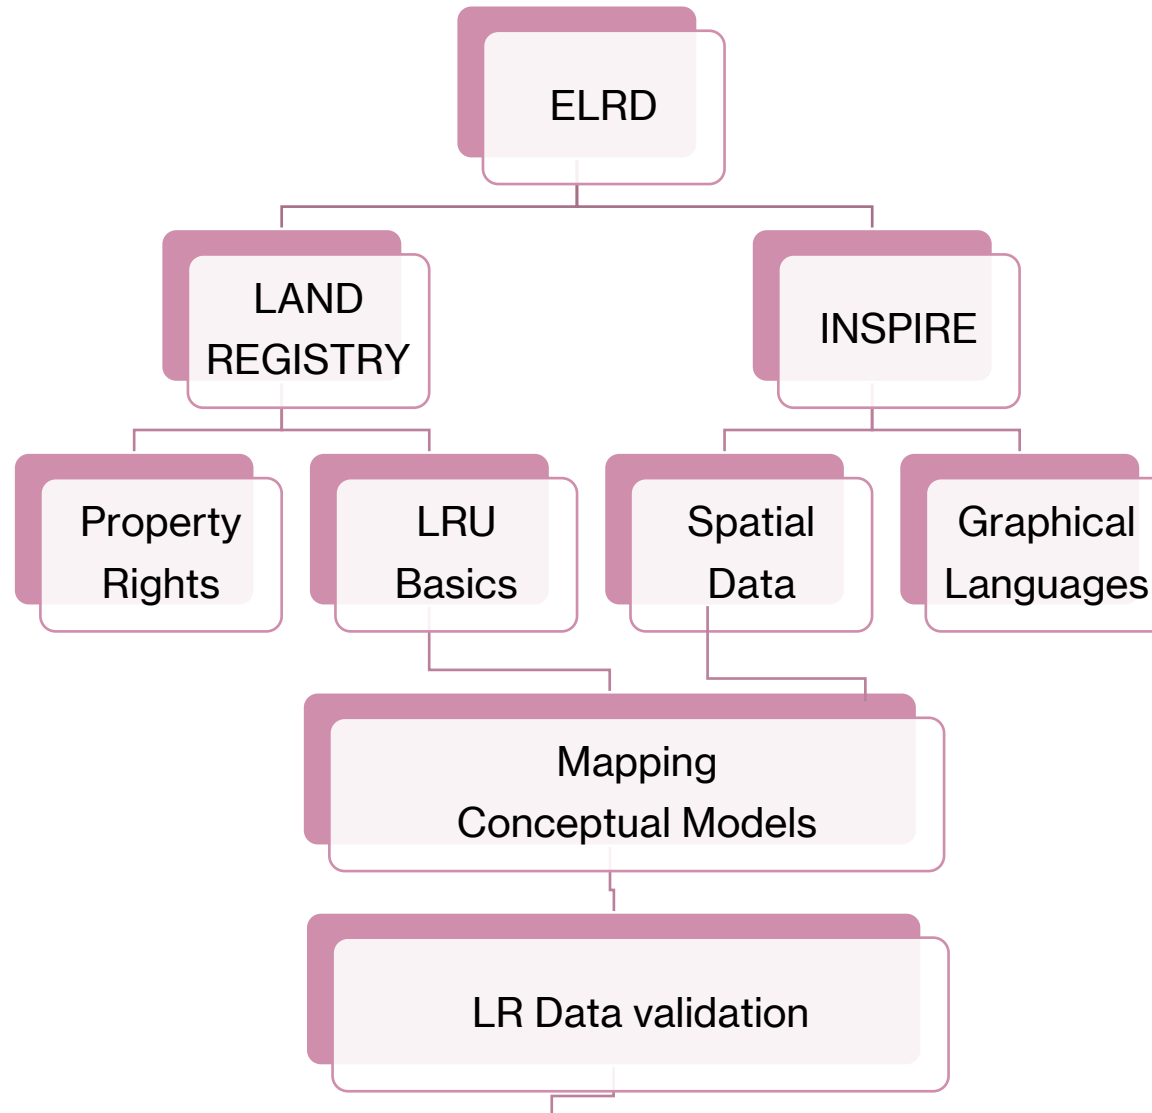 ELRD
LAND
REGISTRY
INSPIRE
Property
Rights
LRU
Basics
Spatial
Data
Graphical
Languages
Mapping
Conceptual Models
LR Data validation